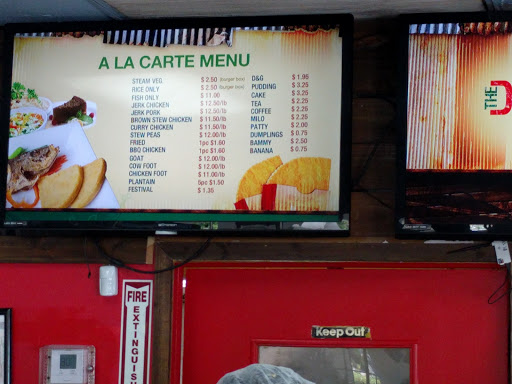 A LA CARTE MENU
STEAM VEG $ 2.50 (burger box)
RICE ONLY $ 2.50 (burger box)
FISH ONLY $ 11.00
JERK CHICKEN $ 12.50/lb
JERK PORK $ 12.50/lb
BROWN STEW CHICKEN $ 11.50/lb
CURRY CHICKEN $ 11.50/lb
STEW PEAS $ 12.00/lb
FRIED 1pc $1.60
BBQ CHICKEN 1pc $1.60
GOAT $ 12.00/lb
COW FOOT $ 12.00/lb
CHICKEN FOOT $ 11.00/lb
PLANTAIN 5pc $1.50
FESTIVAL $ 1.35
D&G $ 1.95
PUDDING $ 3.25
CAKE $ 3.25
TEA $ 2.25
COFFEE $ 2.25
MILO $ 2.25
PATTY $ 2.00
DUMPLINGS $ 0.75
BAMMY $ 2.50
BANANA $ 0.75
THE
FIRE
EXTINGUISH
Keep Out